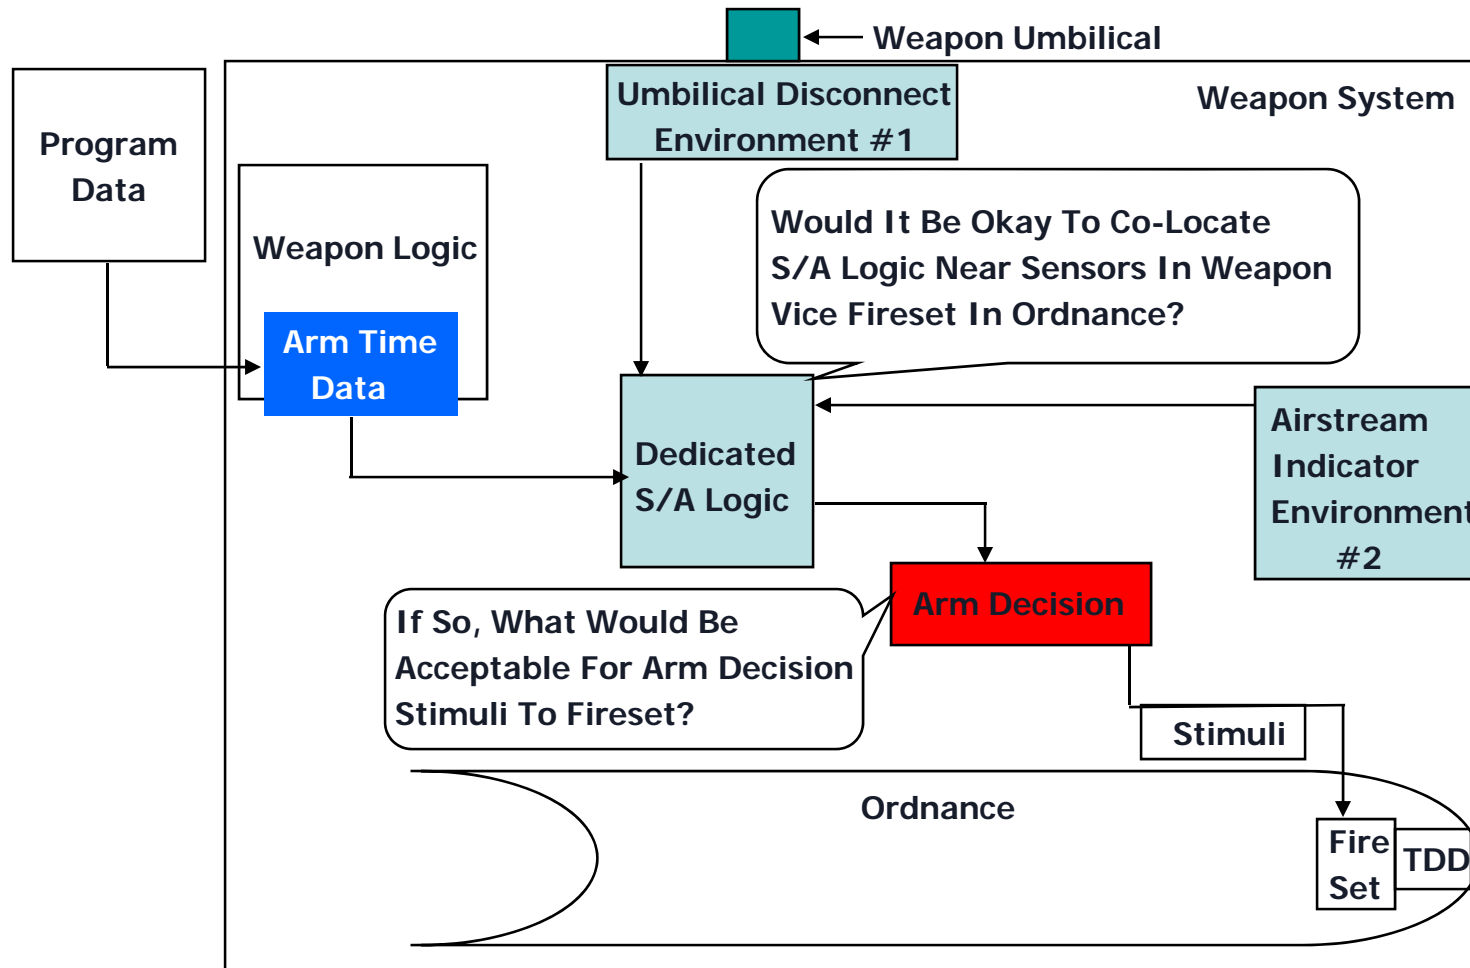 Weapon Umbilical
Umbilical Disconnect
Environment #1
Weapon System
Program
Data
Weapon Logic
Arm Time
Data
Would It Be Okay To Co-Locate
S/A Logic Near Sensors In Weapon
Vice Fireset In Ordnance?
Dedicated
S/A Logic
Airstream
Indicator
Environment
#2
Arm Decision
If So, What Would Be
Acceptable For Arm Decision
Stimuli To Fireset?
Stimuli
Ordnance
Fire
Set
TDD